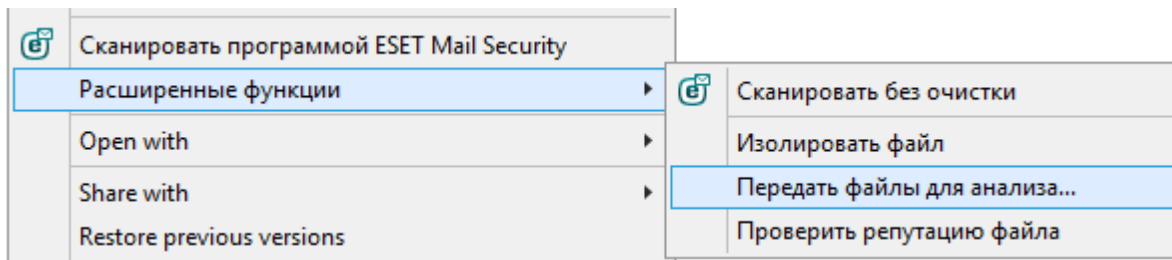 Сканировать программой ESET Mail Security
Расширенные функции
Open with
Share with
Restore previous versions
Сканировать без очистки
Изолировать файл
Передать файлы для анализа...
Проверить репутацию файла